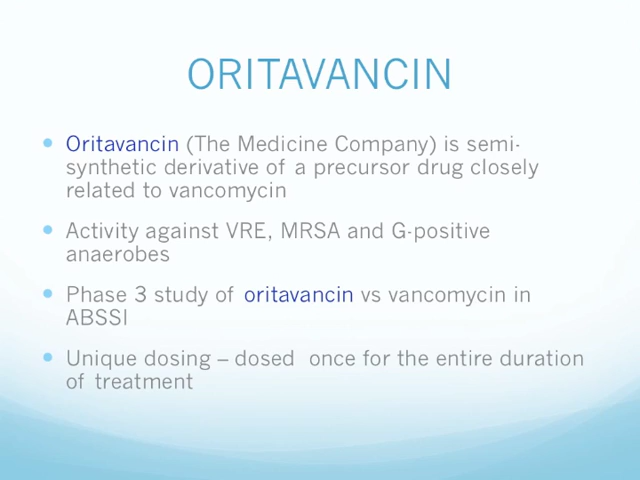 ORITAVANCIN
• Oritavancin (The Medicine Company) is semi-
synthetic derivative of a precursor drug closely
related to vancomycin
• Activity against VRE, MRSA and G-positive
anaerobes
• Phase 3 study of oritavancin vs vancomycin in
ABSSI
• Unique dosing – dosed once for the entire duration
of treatment